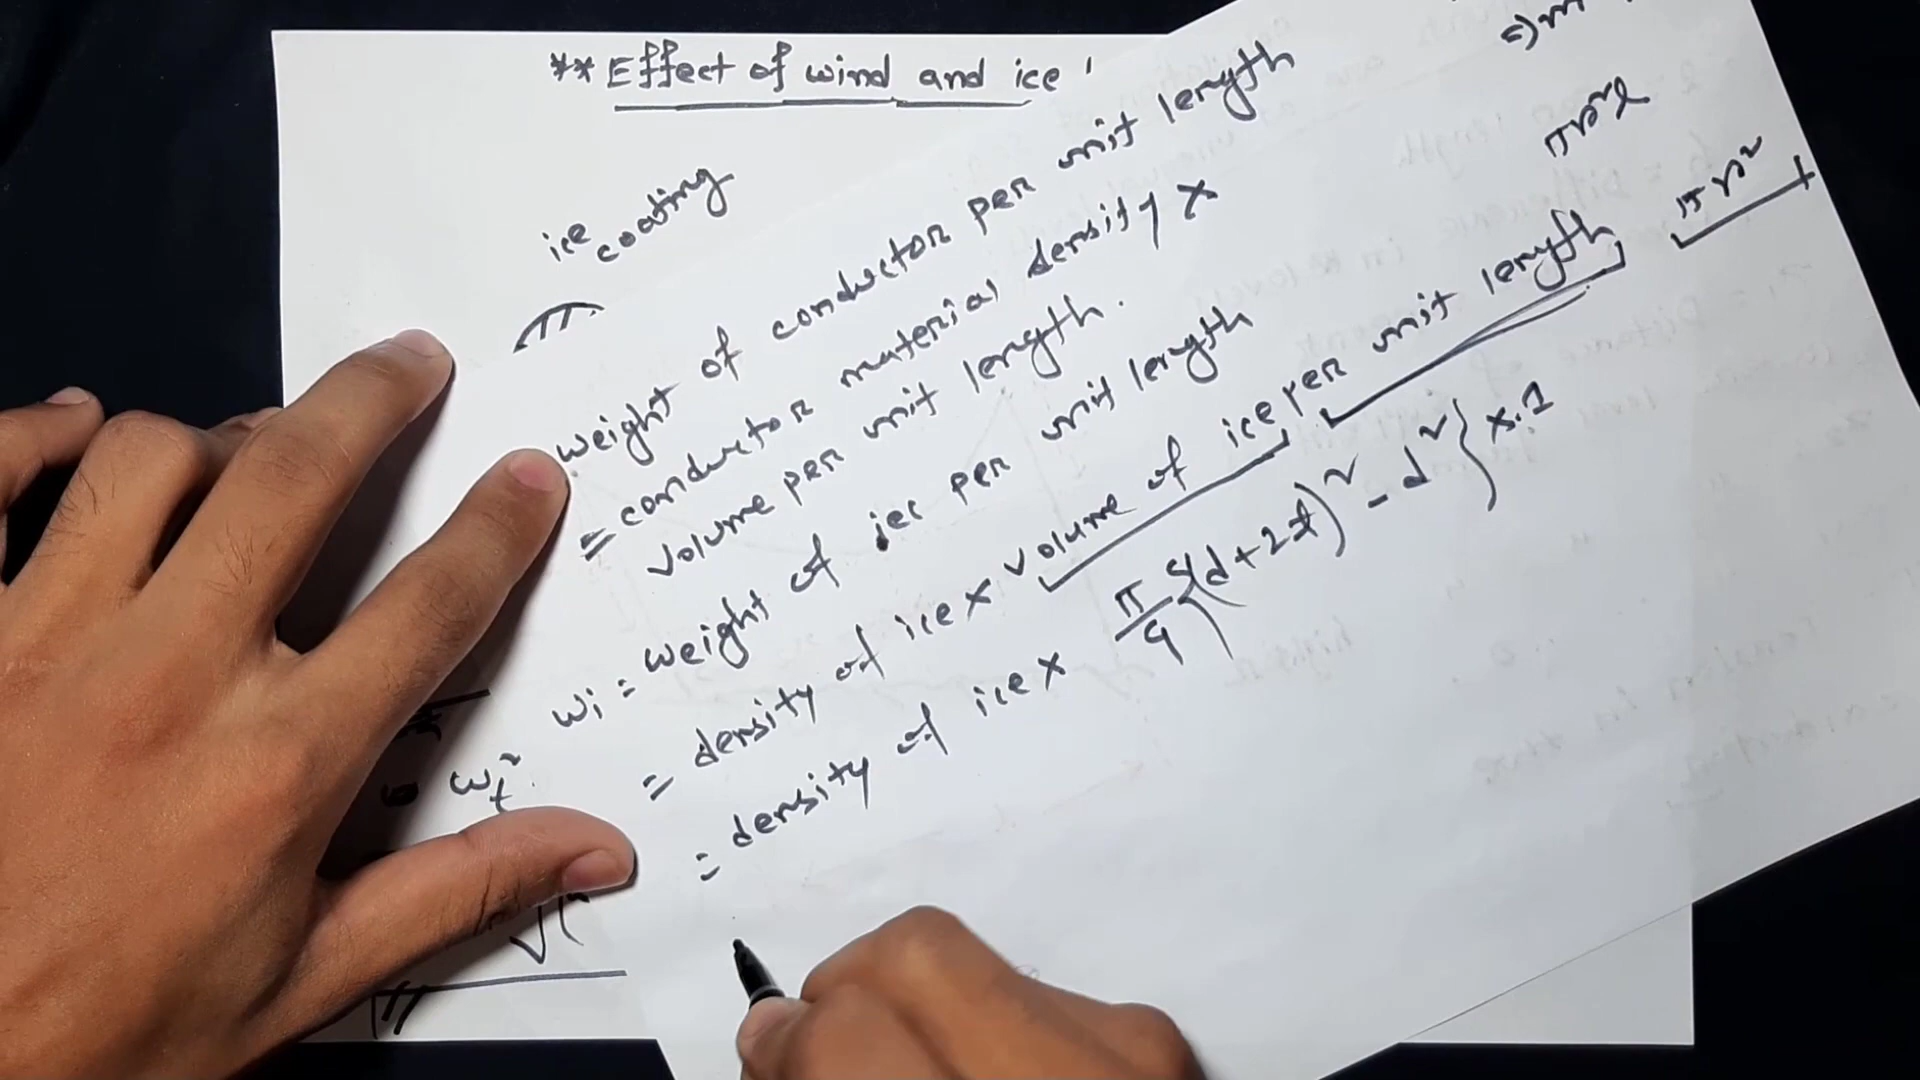 ** Effect of wind and ice
ice
coating
weight of conductor per unit length
= conductor material density ×
volume per unit length.
wi = weight of iec per unit length
= density of ice × volume of ice per unit length
= density of ice × π/4 {(d+2t)² - d²} × 1
πr²l
πr²
wt²